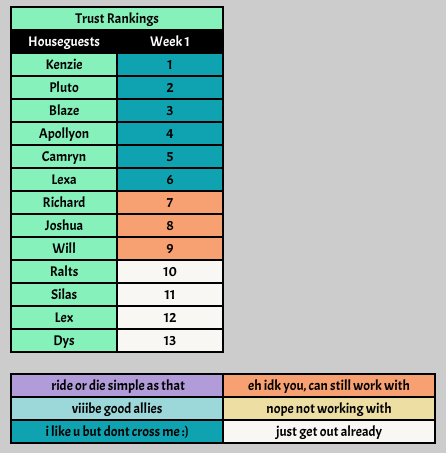 Trust Rankings
Houseguests Week 1
Kenzie 1
Pluto 2
Blaze 3
Apollyon 4
Camryn 5
Lexa 6
Richard 7
Joshua 8
Will 9
Ralts 10
Silas 11
Lex 12
Dys 13
ride or die simple as that eh idk you, can still work with
viiibe good allies nope not working with
i like u but dont cross me :) just get out already